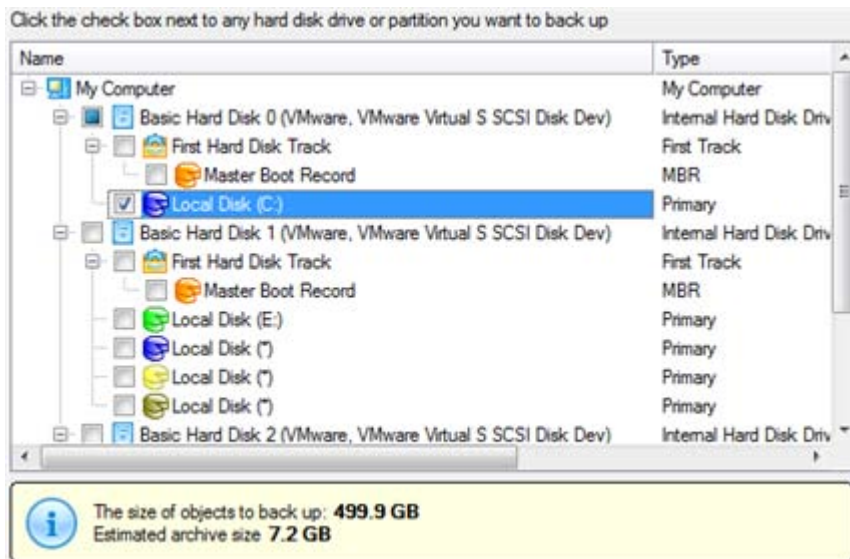 Click the check box next to any hard disk drive or partition you want to back up
Name Type
My Computer My Computer
Basic Hard Disk 0 (VMware, VMware Virtual S SCSI Disk Dev) Internal Hard Disk Driv
First Hard Disk Track First Track
Master Boot Record MBR
Local Disk (C:) Primary
Basic Hard Disk 1 (VMware, VMware Virtual S SCSI Disk Dev) Internal Hard Disk Driv
First Hard Disk Track First Track
Master Boot Record MBR
Local Disk (E:) Primary
Local Disk (*) Primary
Local Disk (*) Primary
Local Disk (*) Primary
Basic Hard Disk 2 (VMware, VMware Virtual S SCSI Disk Dev) Internal Hard Disk Driv
The size of objects to back up: 499.9 GB
Estimated archive size 7.2 GB